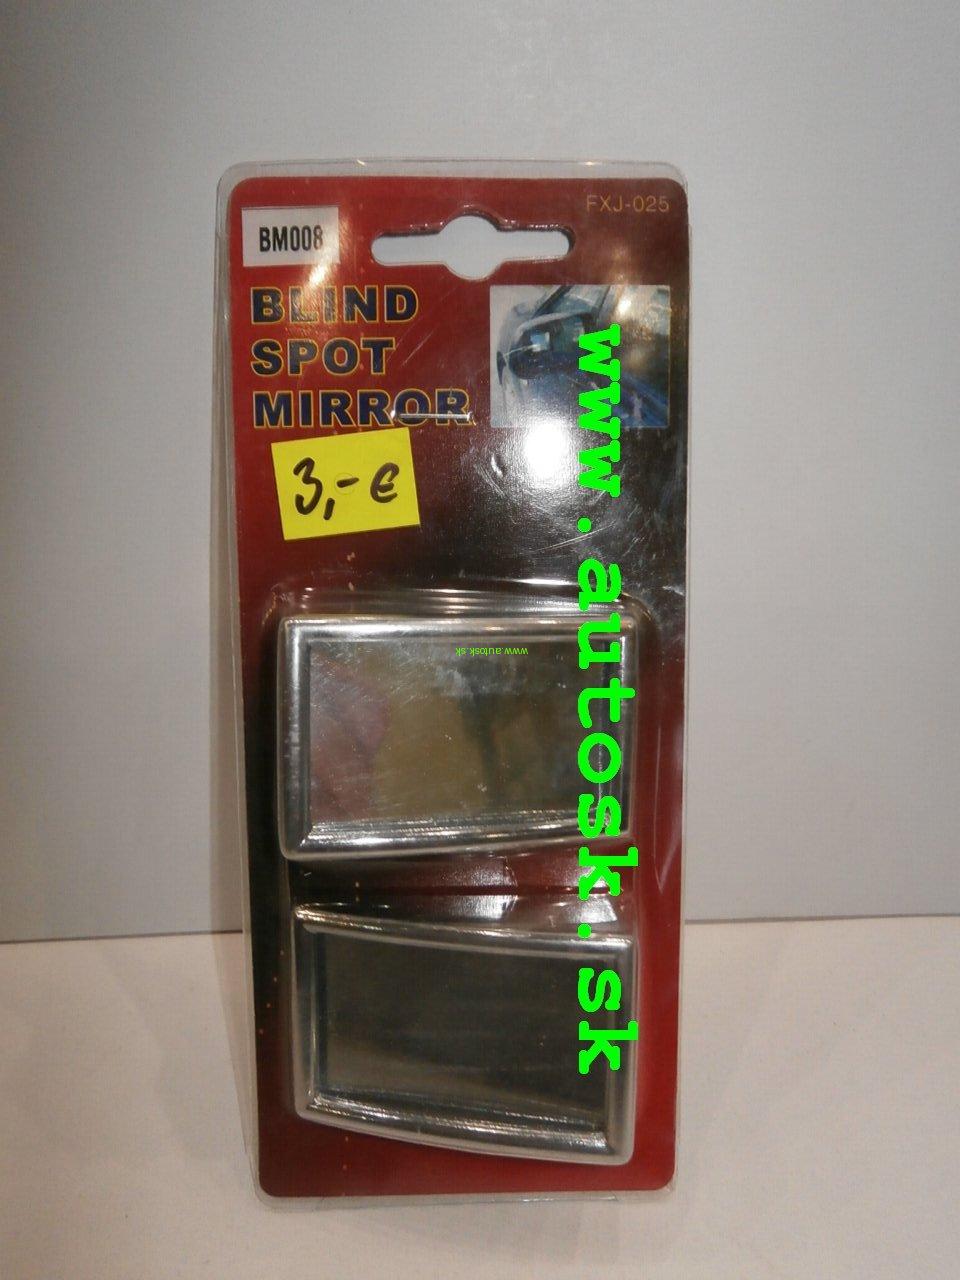 FXJ-025
BM008
BLIND
SPOT
MIRROR
3,-€
www.autosk.sk
www.autosk.sk